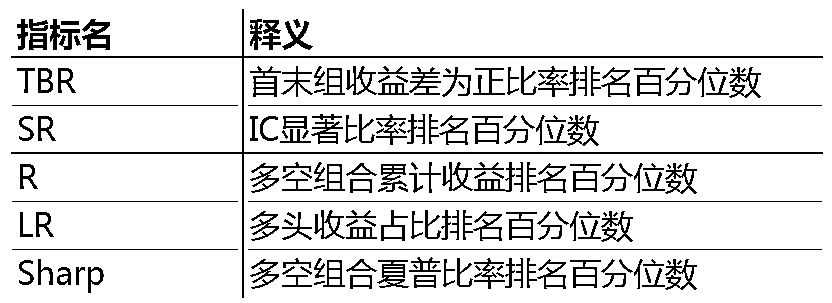 指标名 释义
TBR 首末组收益差为正比率排名百分位数
SR IC显著比率排名百分位数
R 多空组合累计收益排名百分位数
LR 多头收益占比排名百分位数
Sharp 多空组合夏普比率排名百分位数